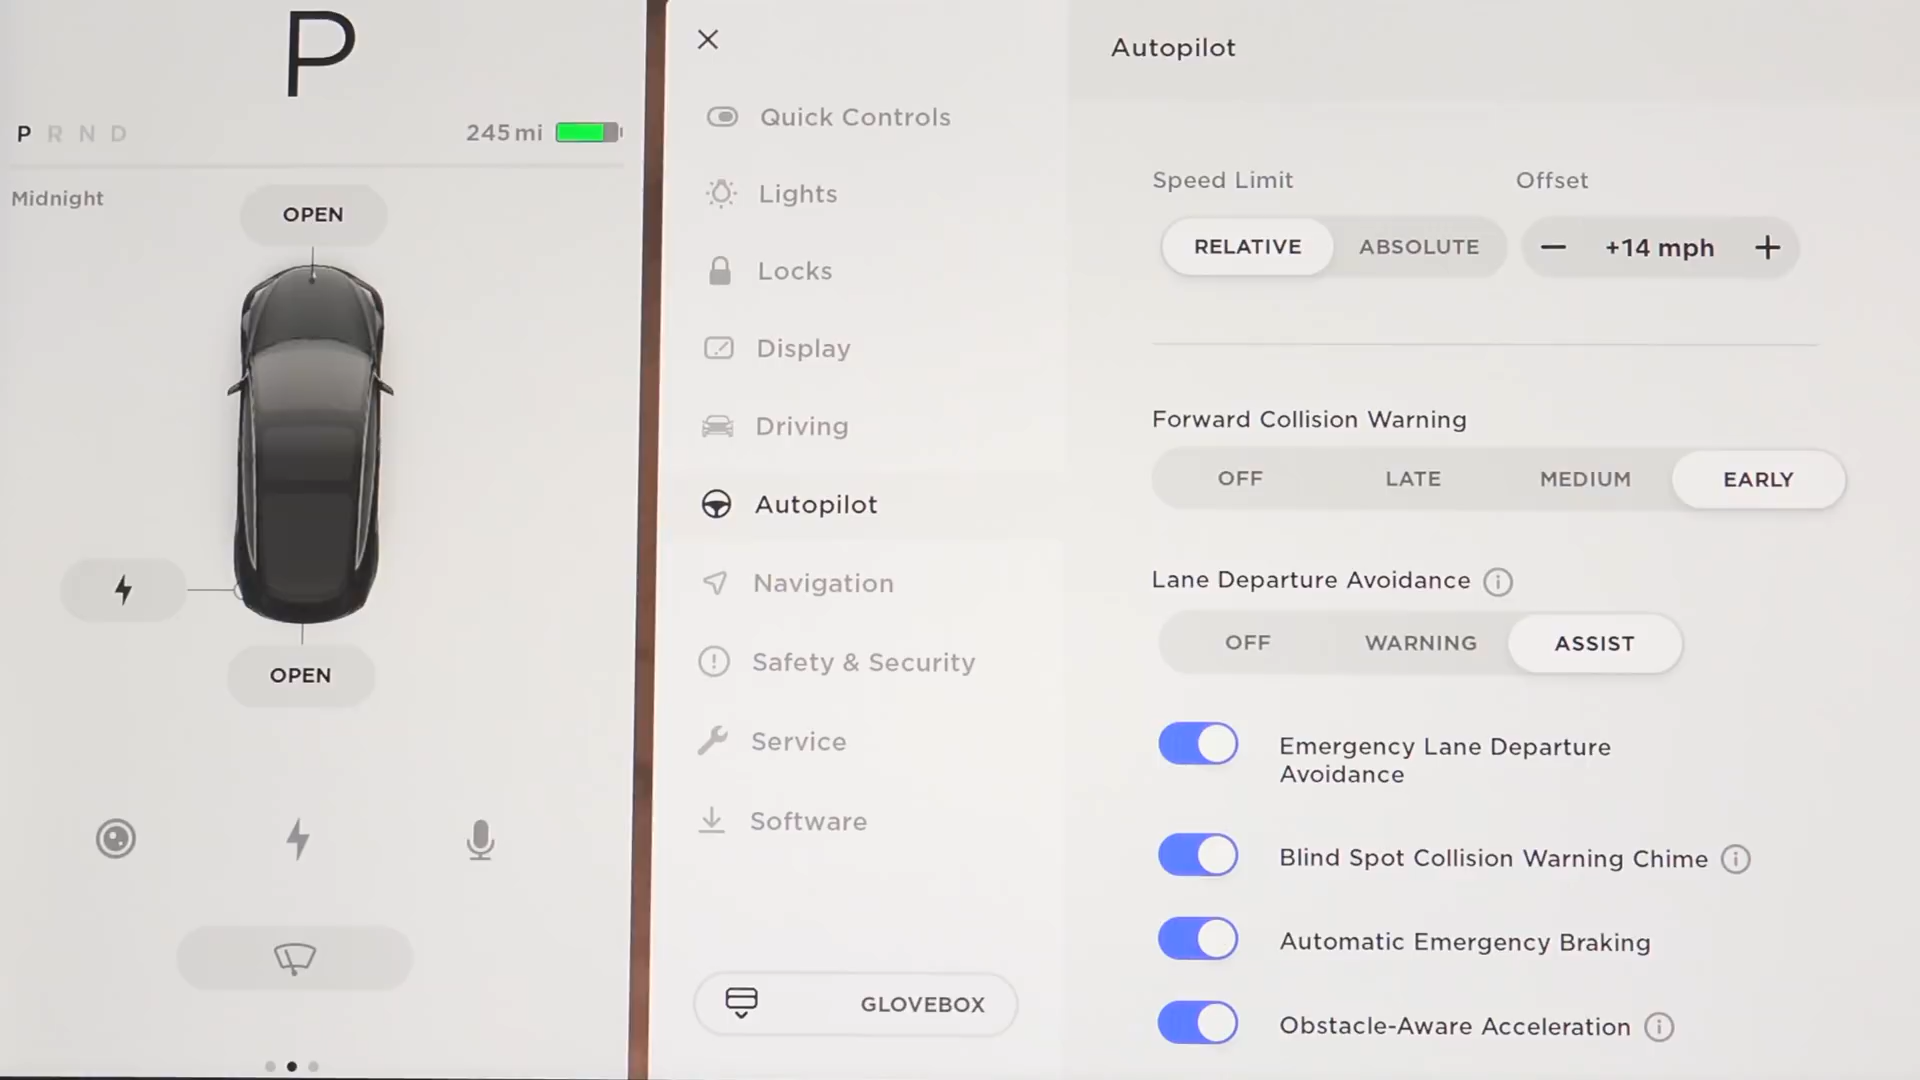 P
P R N D
245 mi
Midnight
OPEN
OPEN
Quick Controls
Lights
Locks
Display
Driving
Autopilot
Navigation
Safety & Security
Service
Software
GLOVEBOX
Autopilot
Speed Limit
Offset
RELATIVE ABSOLUTE
+14 mph
Forward Collision Warning
OFF LATE MEDIUM EARLY
Lane Departure Avoidance
OFF WARNING ASSIST
Emergency Lane Departure
Avoidance
Blind Spot Collision Warning Chime
Automatic Emergency Braking
Obstacle-Aware Acceleration